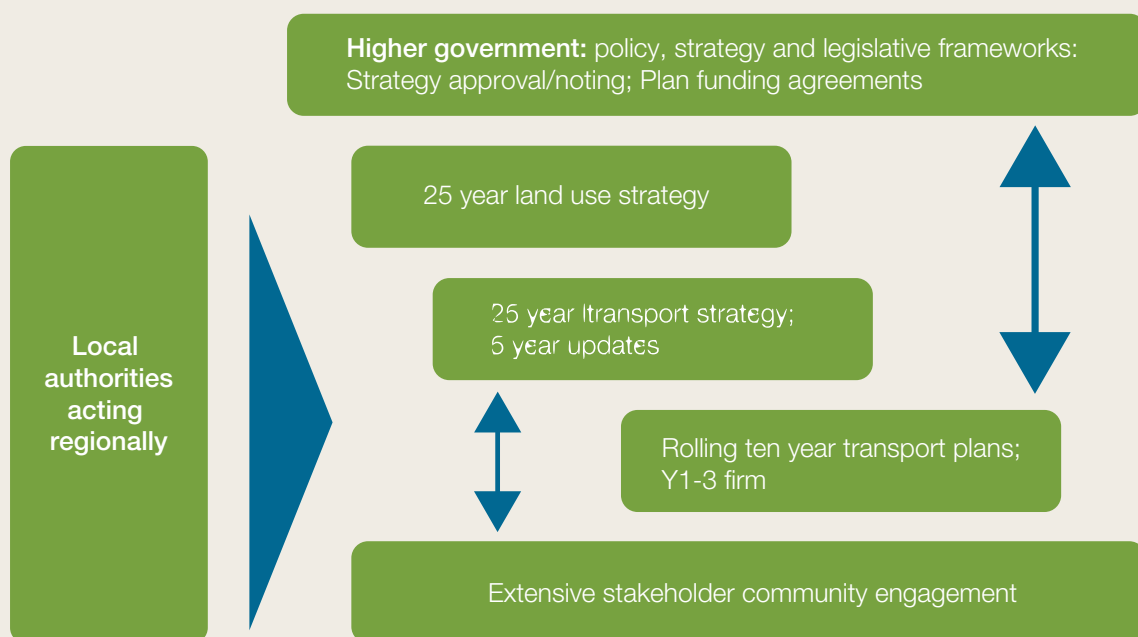 Higher government: policy, strategy and legislative frameworks:
Strategy approval/noting; Plan funding agreements
25 year land use strategy
25 year ltransport strategy;
5 year updates
Local
authorities
acting
regionally
Rolling ten year transport plans;
Y1-3 firm
Extensive stakeholder community engagement